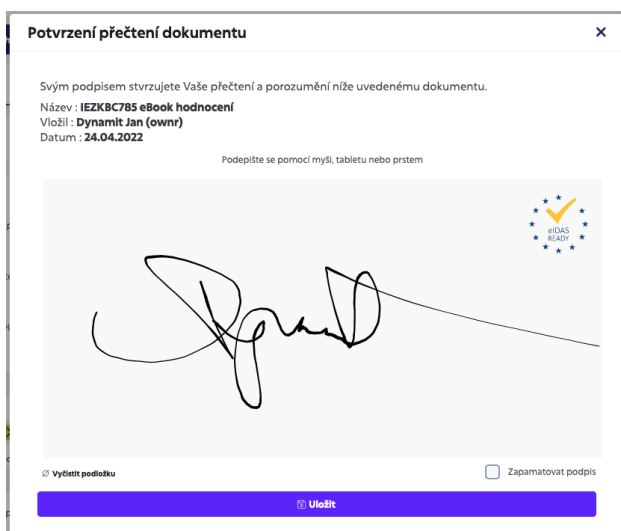 Potvrzení přečtení dokumentu
Svým podpisem stvrzujete Vaše přečtení a porozumění níže uvedenému dokumentu.
Název : IEZKBC785 eBook hodnocení
Vložil : Dynamit Jan (ownr)
Datum : 24.04.2022
Podepište se pomocí myši, tabletu nebo prstem
eIDAS
READY
Vyčistit podložku
Zapamatovat podpis
Uložit